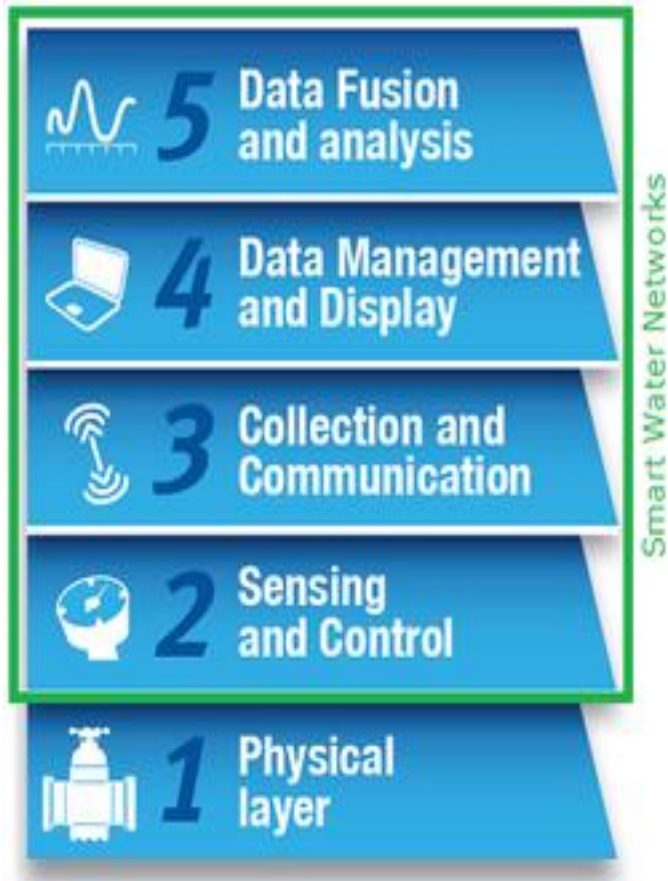 5 Data Fusion
and analysis
4 Data Management
and Display
3 Collection and
Communication
2 Sensing
and Control
1 Physical
layer
Smart Water Networks